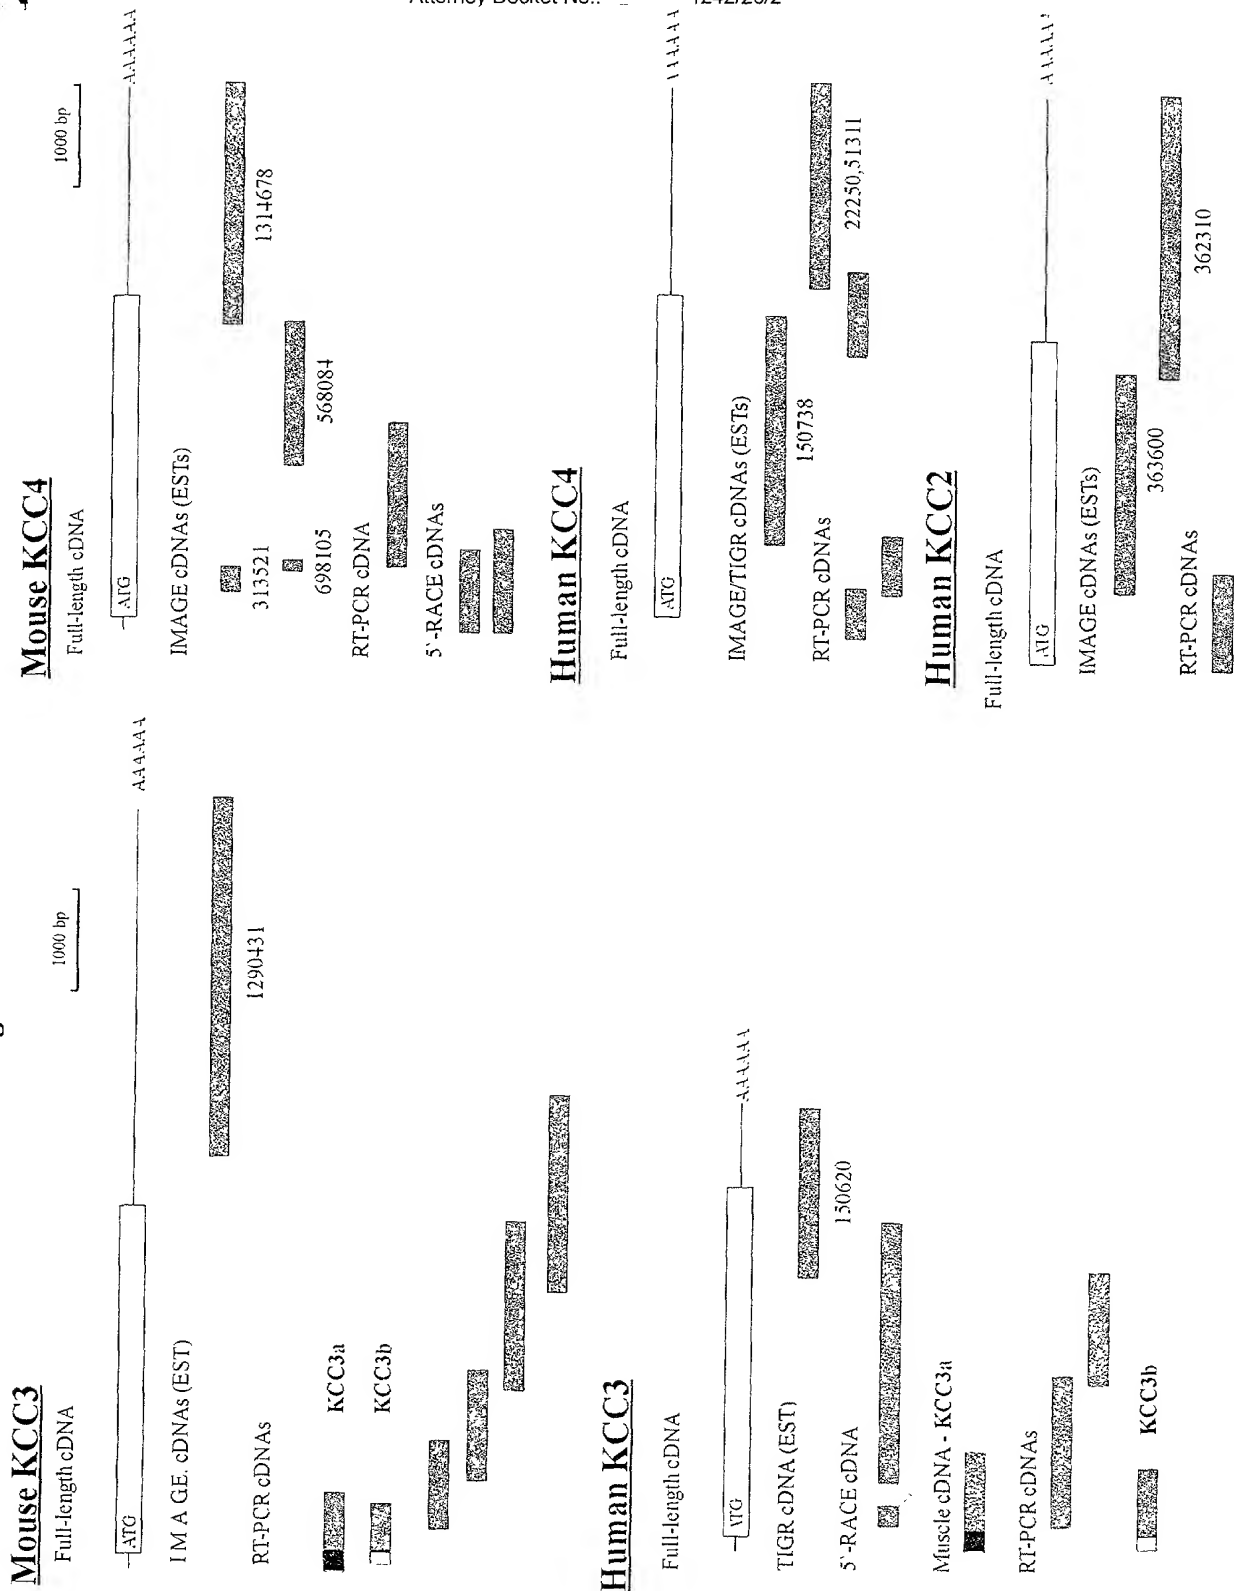 Mouse KCC3
Full-length cDNA
1000 bp
ATG
AAAAAA
I M A GE. cDNAs (EST)
1290431
RT-PCR cDNAs
KCC3a
KCC3b
Human KCC3
Full-length cDNA
ATG
AAAAAA
TIGR cDNA (EST)
150620
5`-RACE cDNA
Muscle cDNA - KCC3a
RT-PCR cDNAs
KCC3b
Mouse KCC4
Full-length cDNA
1000 bp
ATG
AAAAAA
IMAGE cDNAs (ESTs)
313521
1314678
698105
568084
RT-PCR cDNA
5`-RACE cDNAs
Human KCC4
Full-length cDNA
ATG
AAAAAA
IMAGE/TIGR cDNAs (ESTs)
150738
22250,51311
RT-PCR cDNAs
Human KCC2
Full-length cDNA
ATG
AAAAA
IMAGE cDNAs (ESTs)
363600
362310
RT-PCR cDNAs